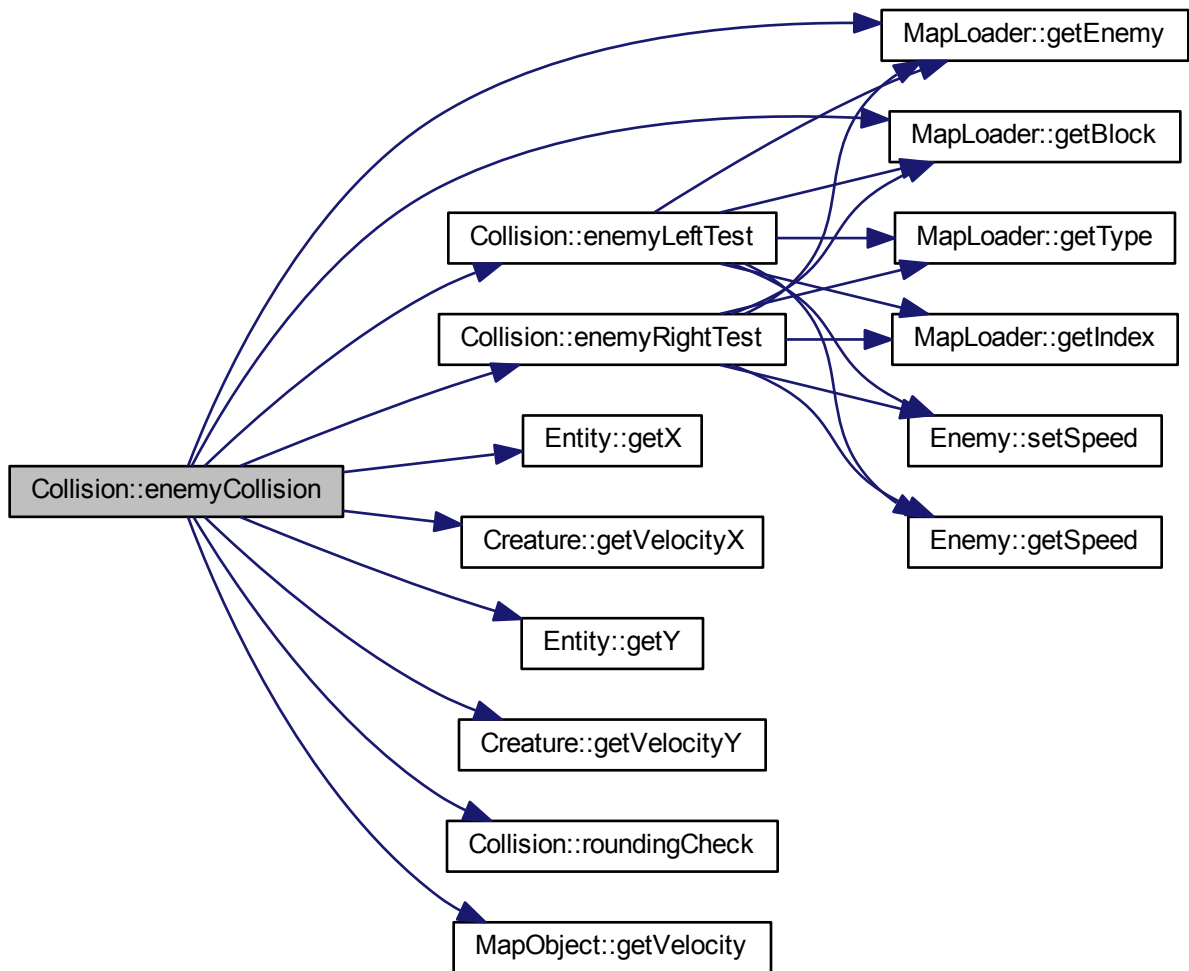 MapLoader::getEnemy
MapLoader::getBlock
Collision::enemyLeftTest
MapLoader::getType
Collision::enemyRightTest
MapLoader::getIndex
Entity::getX
Enemy::setSpeed
Collision::enemyCollision
Creature::getVelocityX
Enemy::getSpeed
Entity::getY
Creature::getVelocityY
Collision::roundingCheck
MapObject::getVelocity